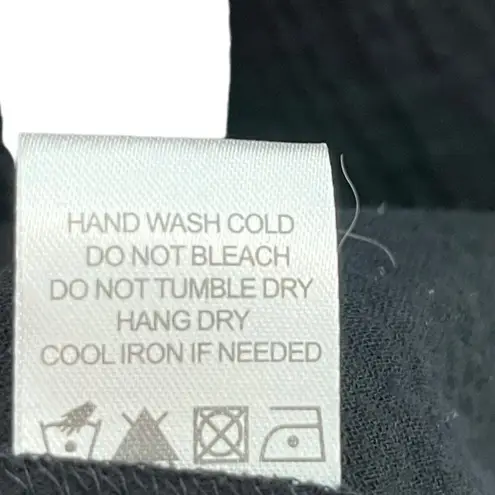 HAND WASH COLD
DO NOT BLEACH
DO NOT TUMBLE DRY
HANG DRY
COOL IRON IF NEEDED